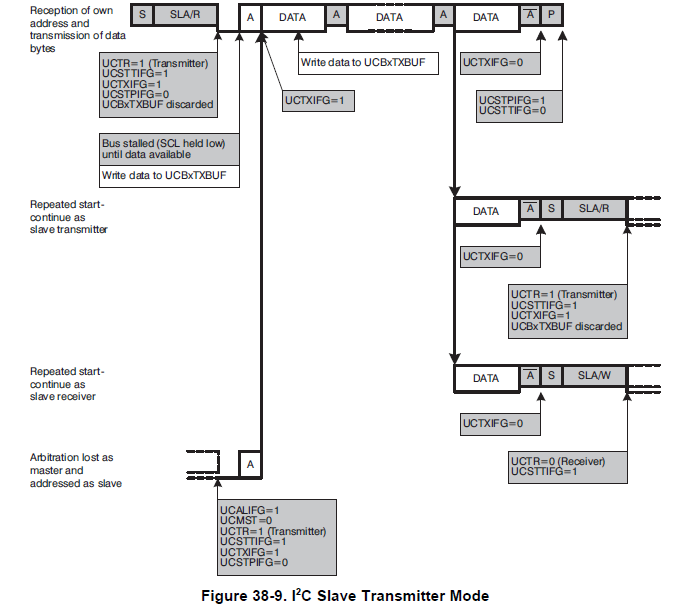 Reception of own
address and
transmission of data
bytes
S SLA/R A DATA A DATA A DATA A P
UCTR=1 (Transmitter)
UCSTTIFG=1
UCTXIFG=1
UCSTPIFG=0
UCBxTXBUF discarded
Write data to UCBxTXBUF
UCTXIFG=1
UCTXIFG=0
UCSTPIFG=1
UCSTTIFG=0
Bus stalled (SCL held low)
until data available
Write data to UCBxTXBUF
Repeated start-
continue as
slave transmitter
DATA A S SLA/R
UCTXIFG=0
UCTR=1 (Transmitter)
UCSTTIFG=1
UCTXIFG=1
UCBxTXBUF discarded
Repeated start-
continue as
slave receiver
DATA A S SLA/W
UCTXIFG=0
UCTR=0 (Receiver)
UCSTTIFG=1
Arbitration lost as
master and
addressed as slave
A
UCALIFG=1
UCMST=0
UCTR=1 (Transmitter)
UCSTTIFG=1
UCTXIFG=1
UCSTPIFG=0
Figure 38-9. I²C Slave Transmitter Mode